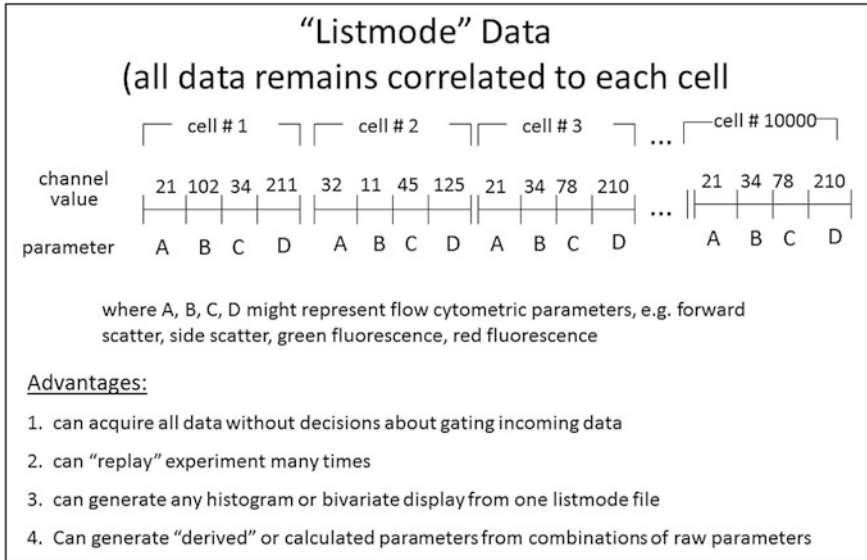 “Listmode” Data
(all data remains correlated to each cell
cell # 1 cell # 2 cell # 3 ... cell # 10000
channel value 21 102 34 211 32 11 45 125 21 34 78 210 ... 21 34 78 210
parameter A B C D A B C D A B C D A B C D
where A, B, C, D might represent flow cytometric parameters, e.g. forward
scatter, side scatter, green fluorescence, red fluorescence
Advantages:
1. can acquire all data without decisions about gating incoming data
2. can “replay” experiment many times
3. can generate any histogram or bivariate display from one listmode file
4. Can generate “derived” or calculated parameters from combinations of raw parameters